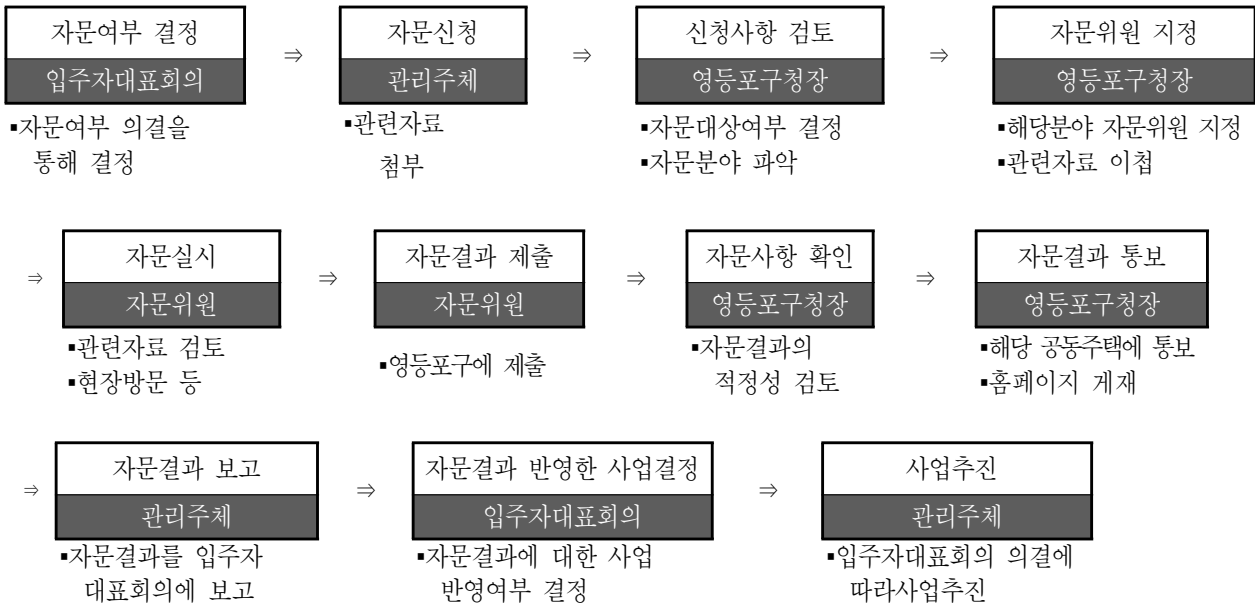 자문여부 결정
입주자대표회의
▪자문여부 의결을
통해 결정
⇒
자문신청
관리주체
▪관련자료
첨부
⇒
신청사항 검토
영등포구청장
▪자문대상여부 결정
▪자문분야 파악
⇒
자문위원 지정
영등포구청장
▪해당분야 자문위원 지정
▪관련자료 이첩
⇒
자문실시
자문위원
▪관련자료 검토
▪현장방문 등
⇒
자문결과 제출
자문위원
▪영등포구에 제출
⇒
자문사항 확인
영등포구청장
▪자문결과의
적정성 검토
⇒
자문결과 통보
영등포구청장
▪해당 공동주택에 통보
▪홈페이지 게재
⇒
자문결과 보고
관리주체
▪자문결과를 입주자
대표회의에 보고
⇒
자문결과 반영한 사업결정
입주자대표회의
▪자문결과에 대한 사업
반영여부 결정
⇒
사업추진
관리주체
▪입주자대표회의 의결에
따라사업추진